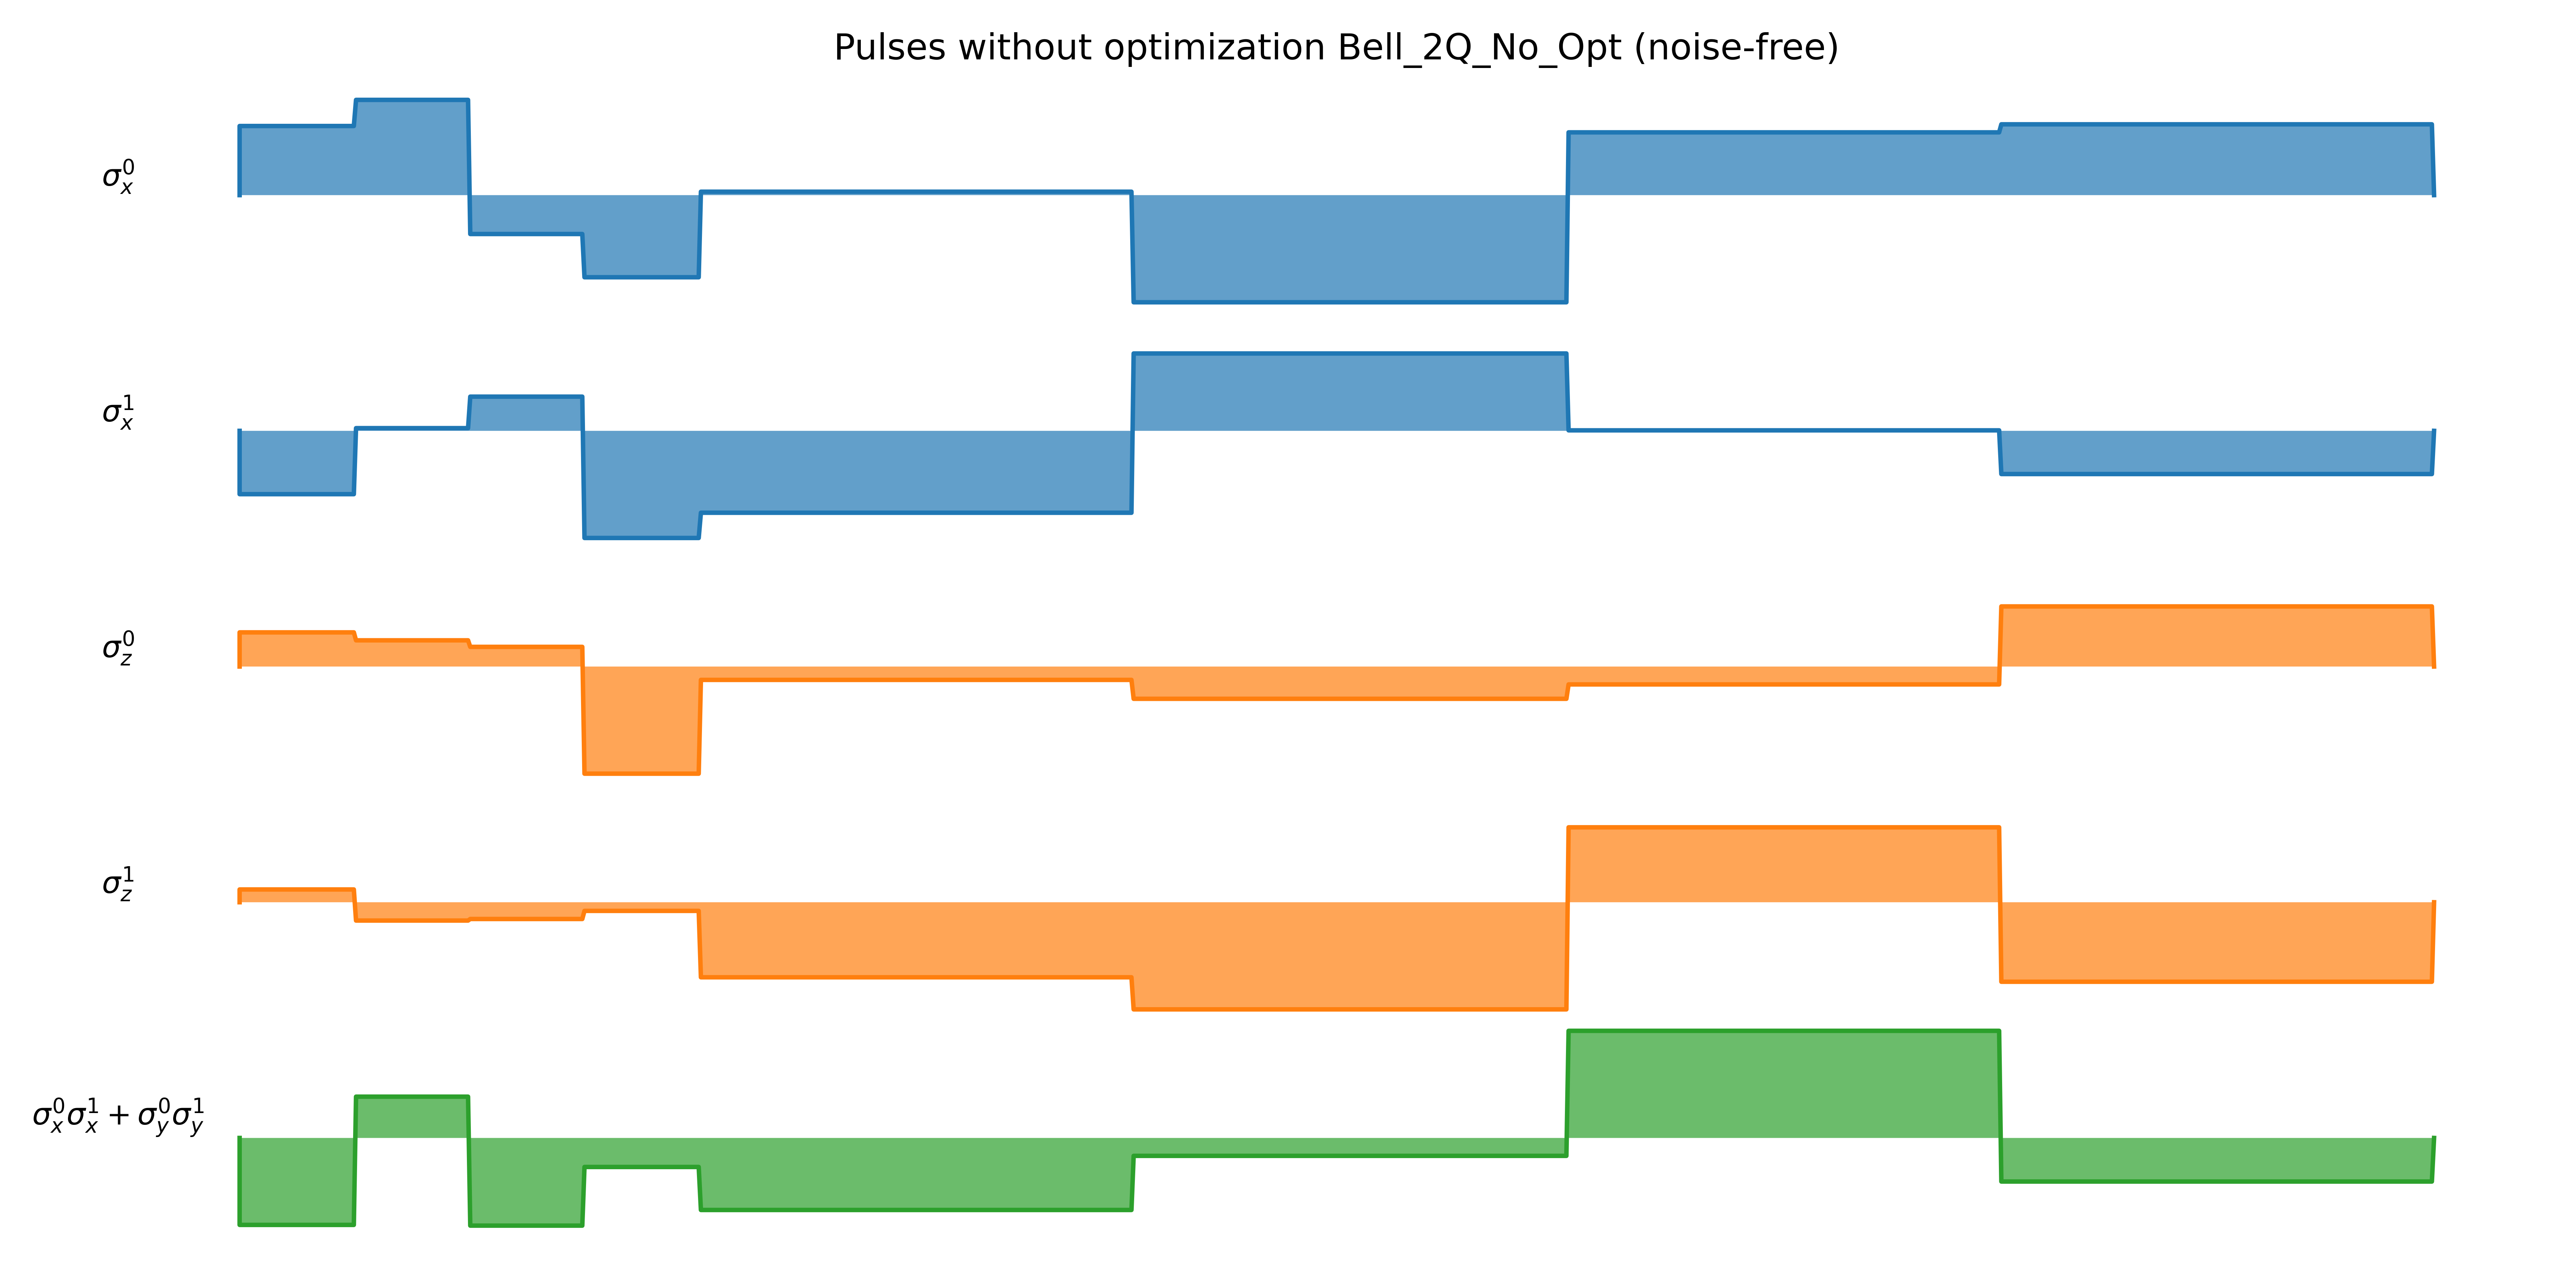 Pulses without optimization Bell_2Q_No_Opt (noise-free)
σ_x^0
σ_x^1
σ_z^0
σ_z^1
σ_x^0σ_x^1 + σ_y^0σ_y^1